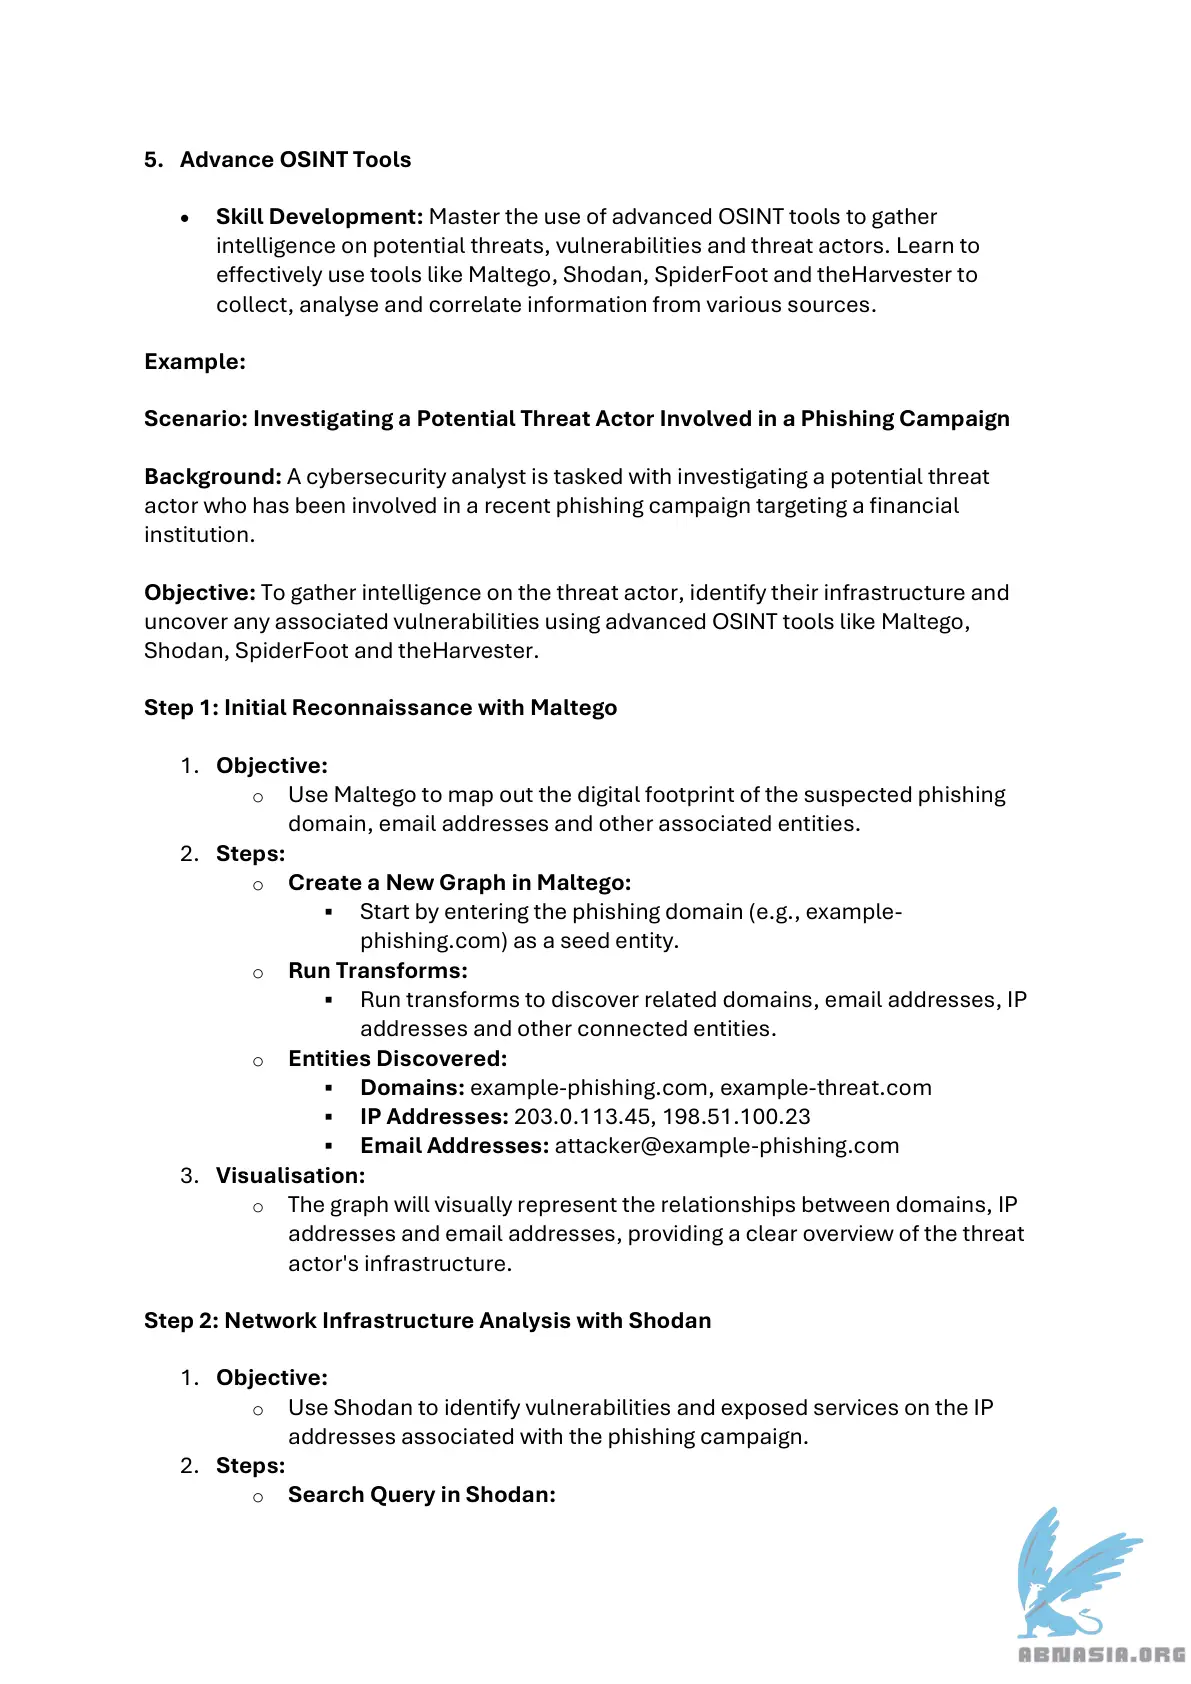 5. Advance OSINT Tools
• Skill Development: Master the use of advanced OSINT tools to gather
intelligence on potential threats, vulnerabilities and threat actors. Learn to
effectively use tools like Maltego, Shodan, SpiderFoot and theHarvester to
collect, analyse and correlate information from various sources.
Example:
Scenario: Investigating a Potential Threat Actor Involved in a Phishing Campaign
Background: A cybersecurity analyst is tasked with investigating a potential threat
actor who has been involved in a recent phishing campaign targeting a financial
institution.
Objective: To gather intelligence on the threat actor, identify their infrastructure and
uncover any associated vulnerabilities using advanced OSINT tools like Maltego,
Shodan, SpiderFoot and theHarvester.
Step 1: Initial Reconnaissance with Maltego
1. Objective:
o Use Maltego to map out the digital footprint of the suspected phishing
domain, email addresses and other associated entities.
2. Steps:
o Create a New Graph in Maltego:
▪ Start by entering the phishing domain (e.g., example-
phishing.com) as a seed entity.
o Run Transforms:
▪ Run transforms to discover related domains, email addresses, IP
addresses and other connected entities.
o Entities Discovered:
▪ Domains: example-phishing.com, example-threat.com
▪ IP Addresses: 203.0.113.45, 198.51.100.23
▪ Email Addresses: attacker@example-phishing.com
3. Visualisation:
o The graph will visually represent the relationships between domains, IP
addresses and email addresses, providing a clear overview of the threat
actor's infrastructure.
Step 2: Network Infrastructure Analysis with Shodan
1. Objective:
o Use Shodan to identify vulnerabilities and exposed services on the IP
addresses associated with the phishing campaign.
2. Steps:
o Search Query in Shodan:
ABNASIA.ORG